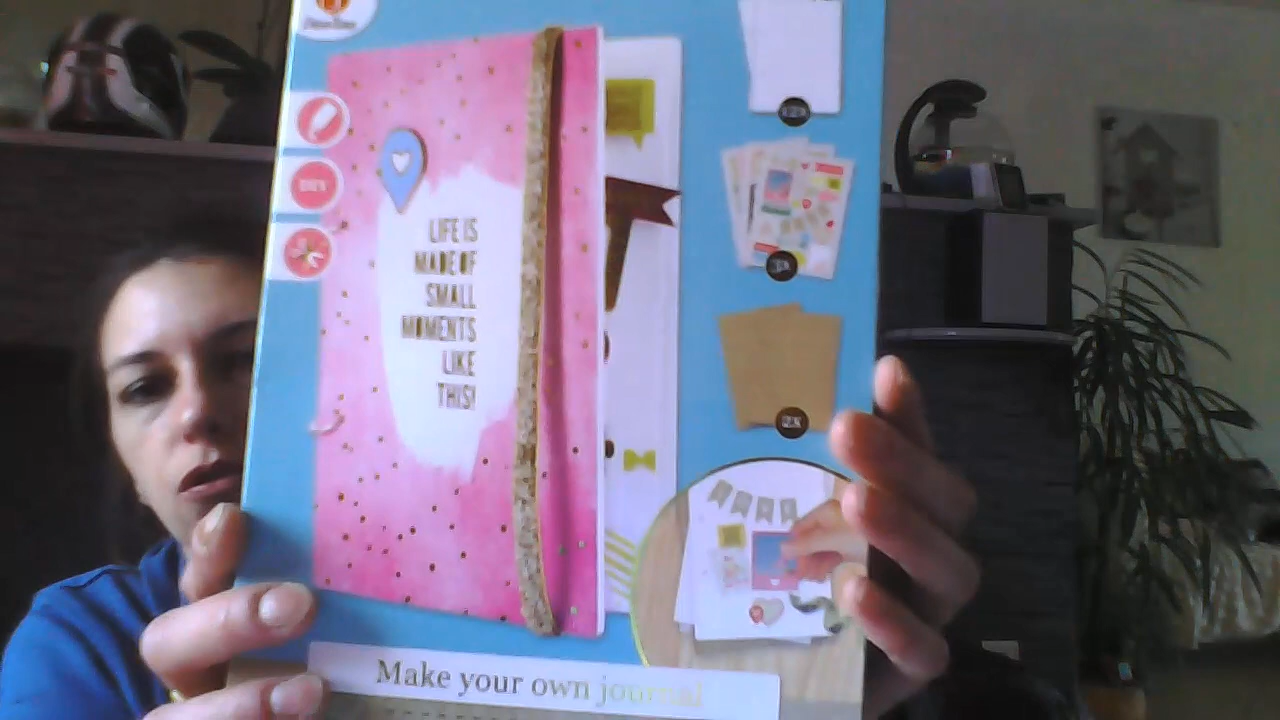 LIFE IS
MADE OF
SMALL
MOMENTS
LIKE
THIS!
Make your own journal